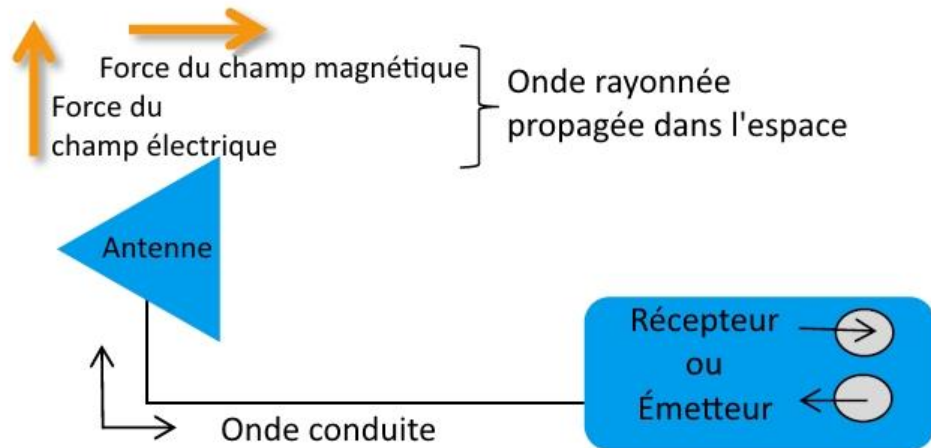 Force du champ magnétique
Force du
champ électrique
Onde rayonnée
propagée dans l'espace
Antenne
Récepteur
ou
Émetteur
Onde conduite